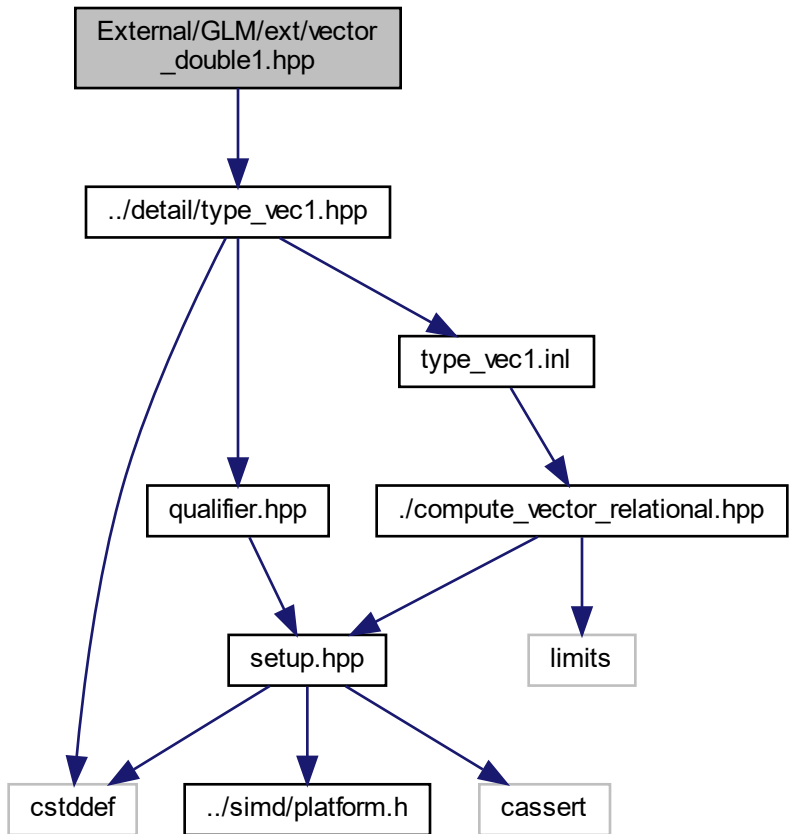 External/GLM/ext/vector
_double1.hpp
../detail/type_vec1.hpp
type_vec1.inl
qualifier.hpp
./compute_vector_relational.hpp
setup.hpp
limits
cstddef
../simd/platform.h
cassert